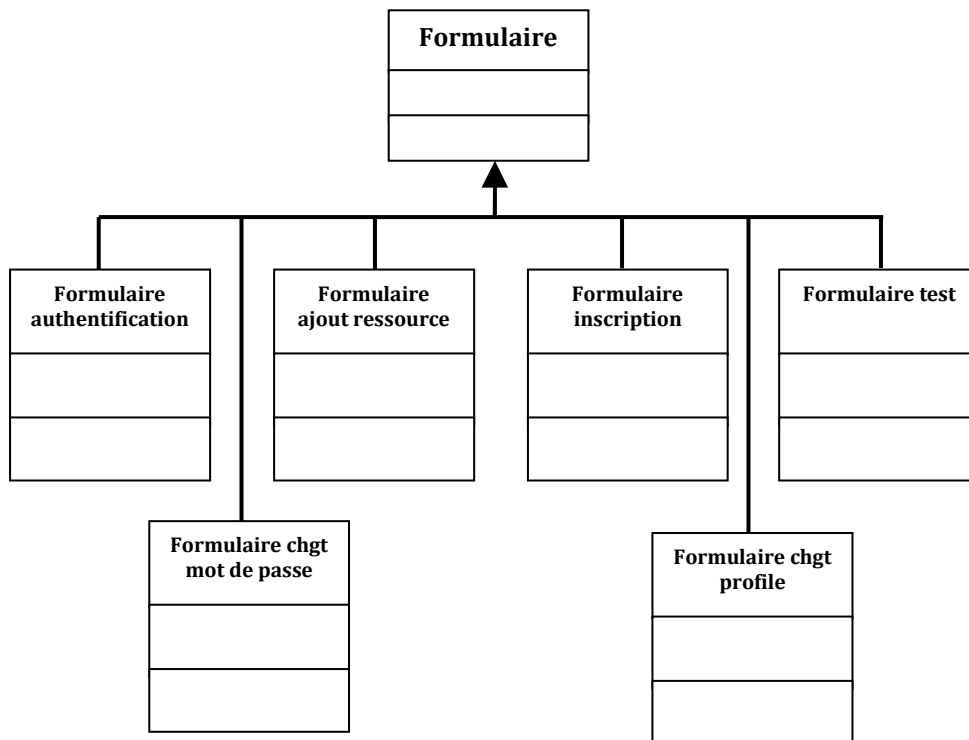 Formulaire
Formulaire
authentification
Formulaire
ajout ressource
Formulaire
inscription
Formulaire test
Formulaire chgt
mot de passe
Formulaire chgt
profile